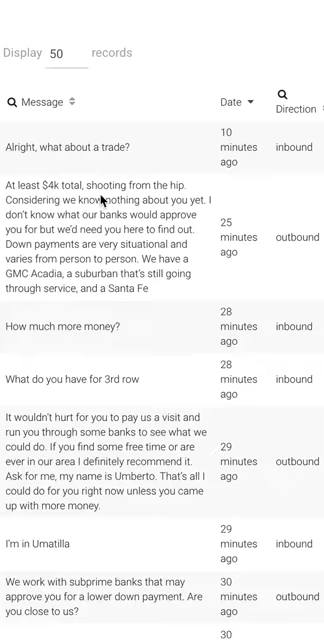 Display 50 records
Message Date Direction
Alright, what about a trade?
10 minutes ago
inbound
At least $4k total, shooting from the hip.
Considering we know nothing about you yet. I
don't know what our banks would approve
you for but we'd need you here to find out.
Down payments are very situational and
varies from person to person. We have a
GMC Acadia, a suburban that's still going
through service, and a Santa Fe
25 minutes ago
outbound
How much more money?
28 minutes ago
inbound
What do you have for 3rd row
28 minutes ago
inbound
It wouldn't hurt for you to pay us a visit and
run you through some banks to see what we
could do. If you find some free time or are
ever in our area I definitely recommend it.
Ask for me, my name is Umberto. That's all I
could do for you right now unless you came
up with more money.
29 minutes ago
outbound
I'm in Umatilla
29 minutes ago
inbound
We work with subprime banks that may
approve you for a lower down payment. Are
you close to us?
30 minutes ago
outbound
30